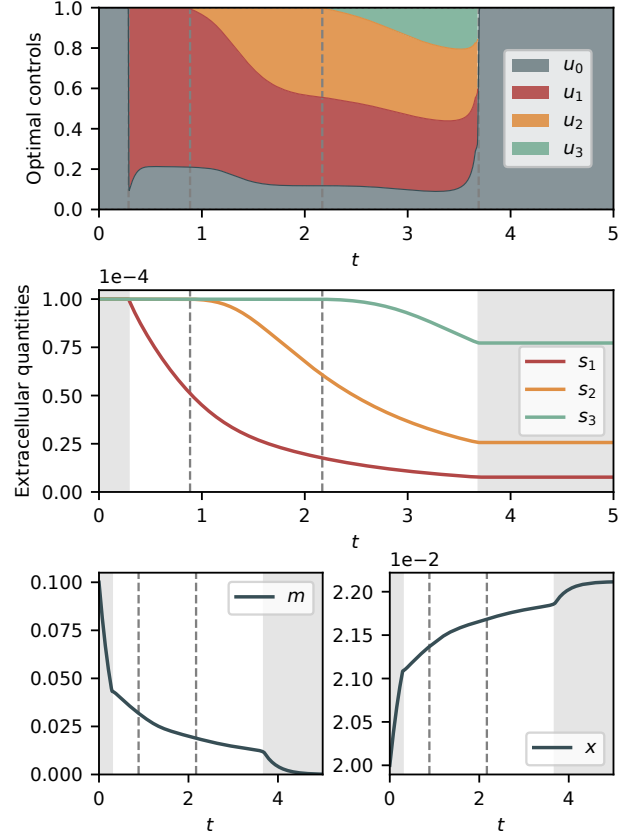 Optimal controls
1.0
0.8
0.6
0.4
0.2
0.0
u0
u1
u2
u3
0 1 2 3 4 5
t
1e−4
Extracellular quantities
1.00
0.75
0.50
0.25
0.00
s1
s2
s3
0 1 2 3 4 5
t
0.100
0.075
0.050
0.025
0.000
m
0 2 4
t
1e−2
2.20
2.15
2.10
2.05
2.00
x
0 2 4
t